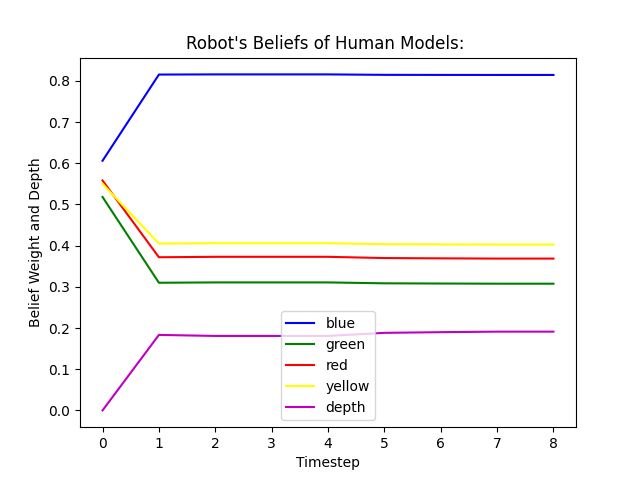 Robot's Beliefs of Human Models:
Belief Weight and Depth
0.8
0.7
0.6
0.5
0.4
0.3
0.2
0.1
0.0
blue
green
red
yellow
depth
0 1 2 3 4 5 6 7 8
Timestep